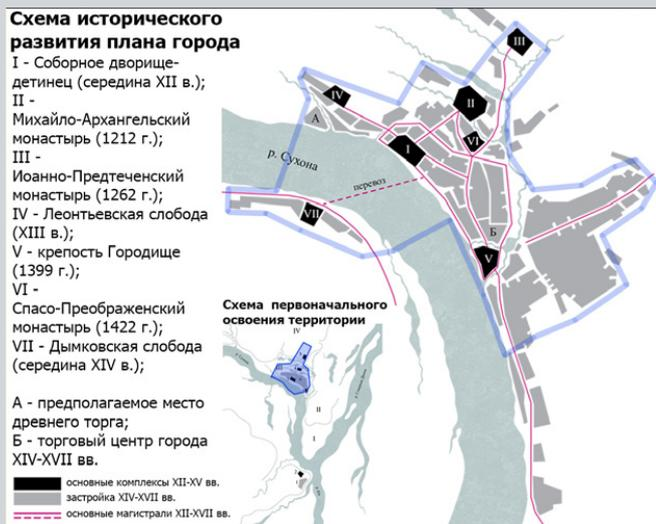 Схема исторического
развития плана города
I - Соборное дворище-
детинец (середина XII в.);
II -
Михайло-Архангельский
монастырь (1212 г.);
III -
Иоанно-Предтеченский
монастырь (1262 г.);
IV - Леонтьевская слобода
(XIII в.);
V - крепость Городище
(1399 г.);
VI -
Спасо-Преображенский
монастырь (1422 г.);
VII - Дымковская слобода
(середина XIV в.);
А - предполагаемое место
древнего торга;
Б - торговый центр города
XIV-XVII вв.
основные комплексы XII-XV вв.
застройка XIV-XVII вв.
основные магистрали XII-XVII вв.
III
IV
II
А
I
VI
р. Сухона
перевоз
VII
Б
V
Схема первоначального
освоения территории
IV
II
I